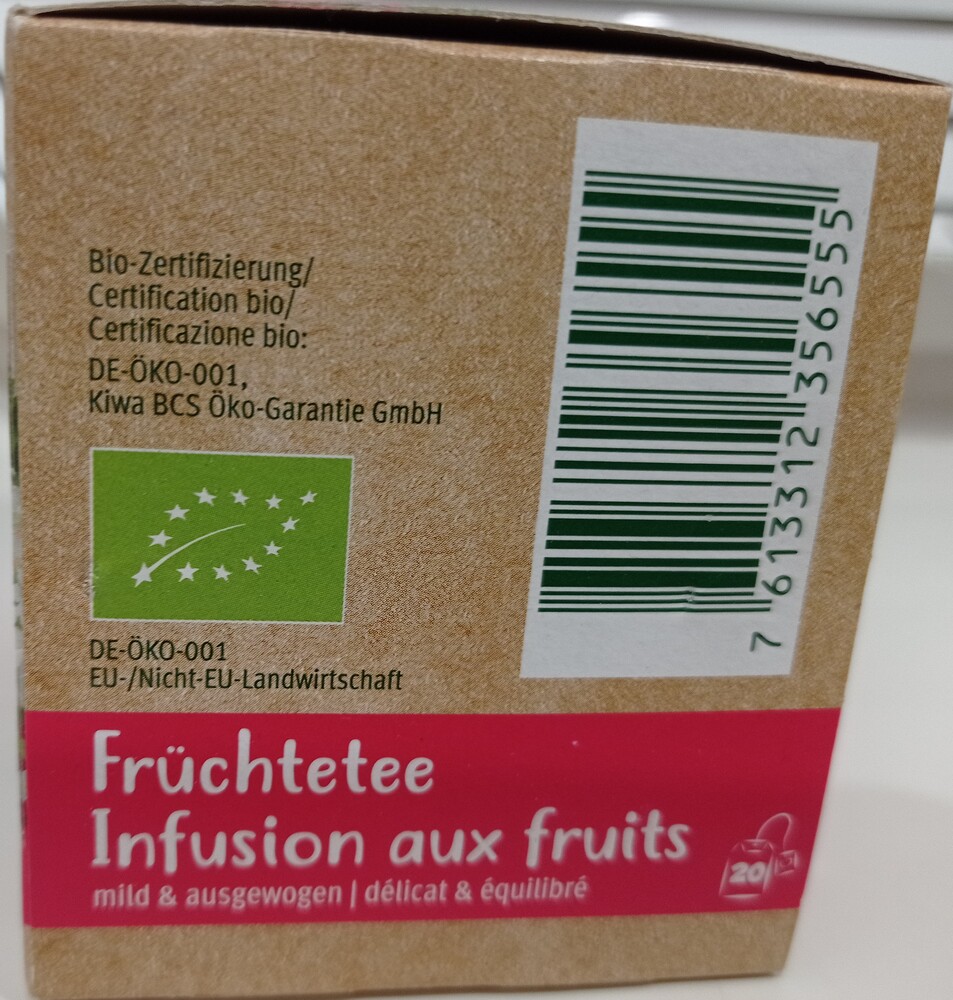 Bio-Zertifizierung/
Certification bio/
Certificazione bio:
DE-ÖKO-001,
Kiwa BCS Öko-Garantie GmbH
DE-ÖKO-001
EU-/Nicht-EU-Landwirtschaft
7 613312 356555
Früchtetee
Infusion aux fruits
mild & ausgewogen | délicat & équilibré
20